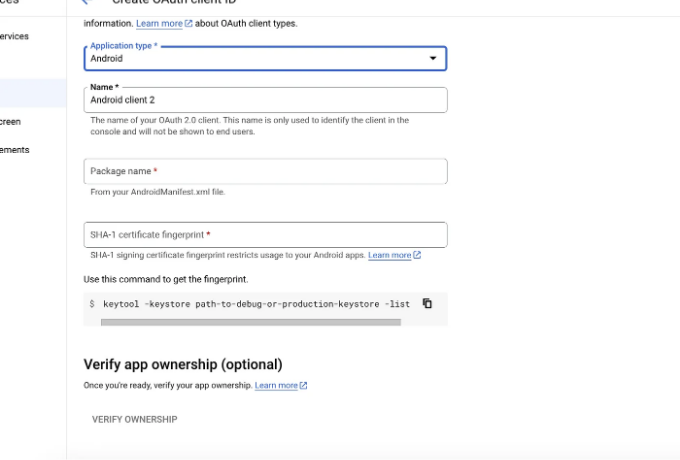 Create OAuth client ID
information. Learn more about OAuth client types.
ervices
Application type *
Android
Name *
Android client 2
The name of your OAuth 2.0 client. This name is only used to identify the client in the
console and will not be shown to end users.
creen
ements
Package name *
From your AndroidManifest.xml file.
SHA-1 certificate fingerprint *
SHA-1 signing certificate fingerprint restricts usage to your Android apps. Learn more
Use this command to get the fingerprint.
$ keytool -keystore path-to-debug-or-production-keystore -list
Verify app ownership (optional)
Once you're ready, verify your app ownership. Learn more
VERIFY OWNERSHIP